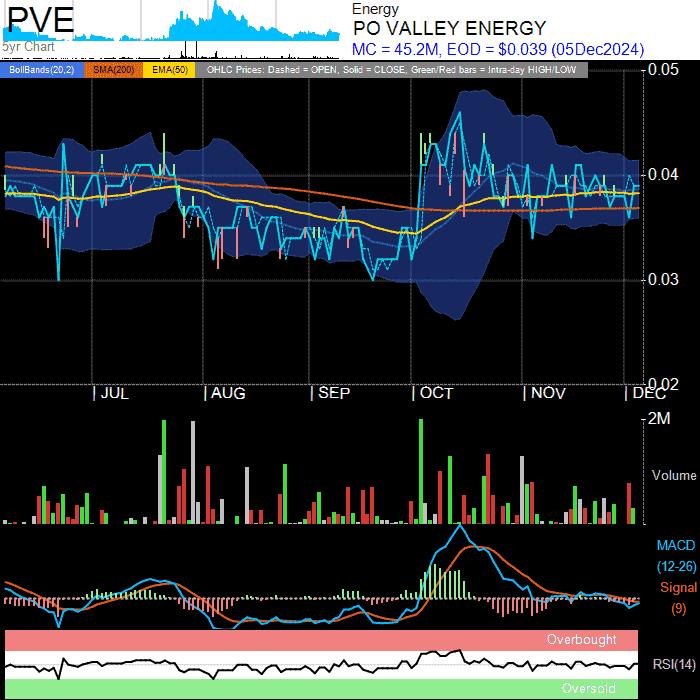 PVE
5yr Chart
Energy
PO VALLEY ENERGY
MC = 45.2M, EOD = $0.039 (05Dec2024)
BollBands(20,2) SMA(200) EMA(50) OHLC Prices: Dashed = OPEN, Solid = CLOSE, Green/Red bars = Intra-day HIGH/LOW
0.05
0.04
0.03
0.02
JUL AUG SEP OCT NOV DEC
2M
Volume
MACD
(12-26)
Signal
(9)
Overbought
RSI(14)
Oversold